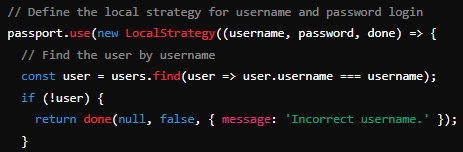 // Define the local strategy for username and password login
passport.use(new LocalStrategy((username, password, done) => {
  // Find the user by username
  const user = users.find(user => user.username === username);
  if (!user) {
    return done(null, false, { message: 'Incorrect username.' });
  }